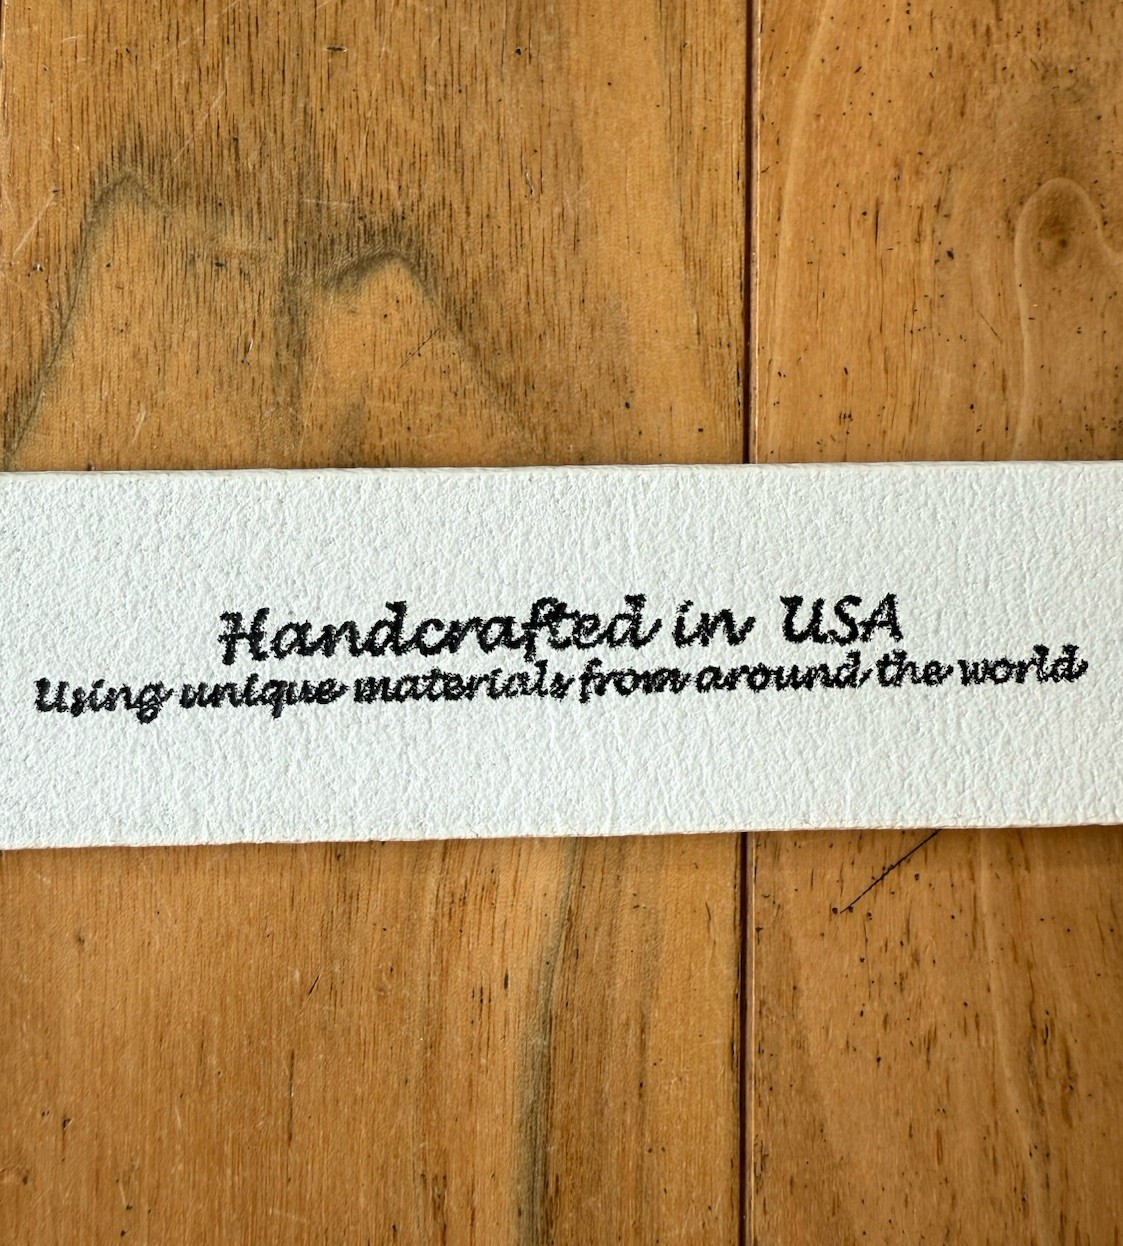 Handcrafted in USA
Using unique materials from around the world